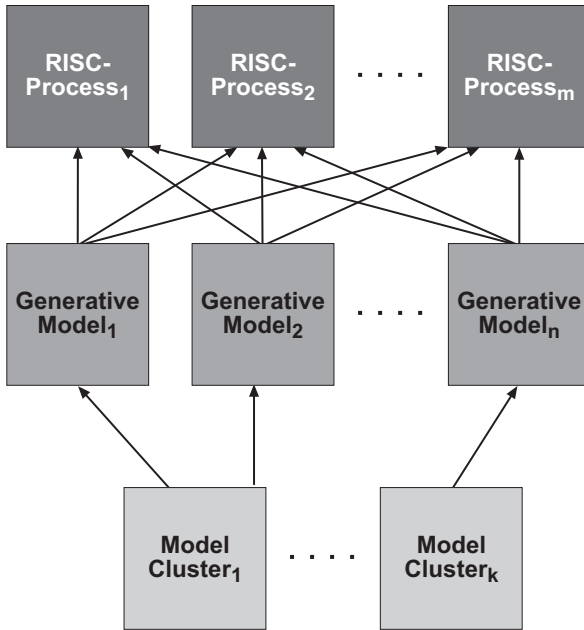 RISC-
Process1
RISC-
Process2
. . . .
RISC-
Processm
Generative
Model1
Generative
Model2
. . . .
Generative
Modeln
Model
Cluster1
. . . .
Model
Clusterk